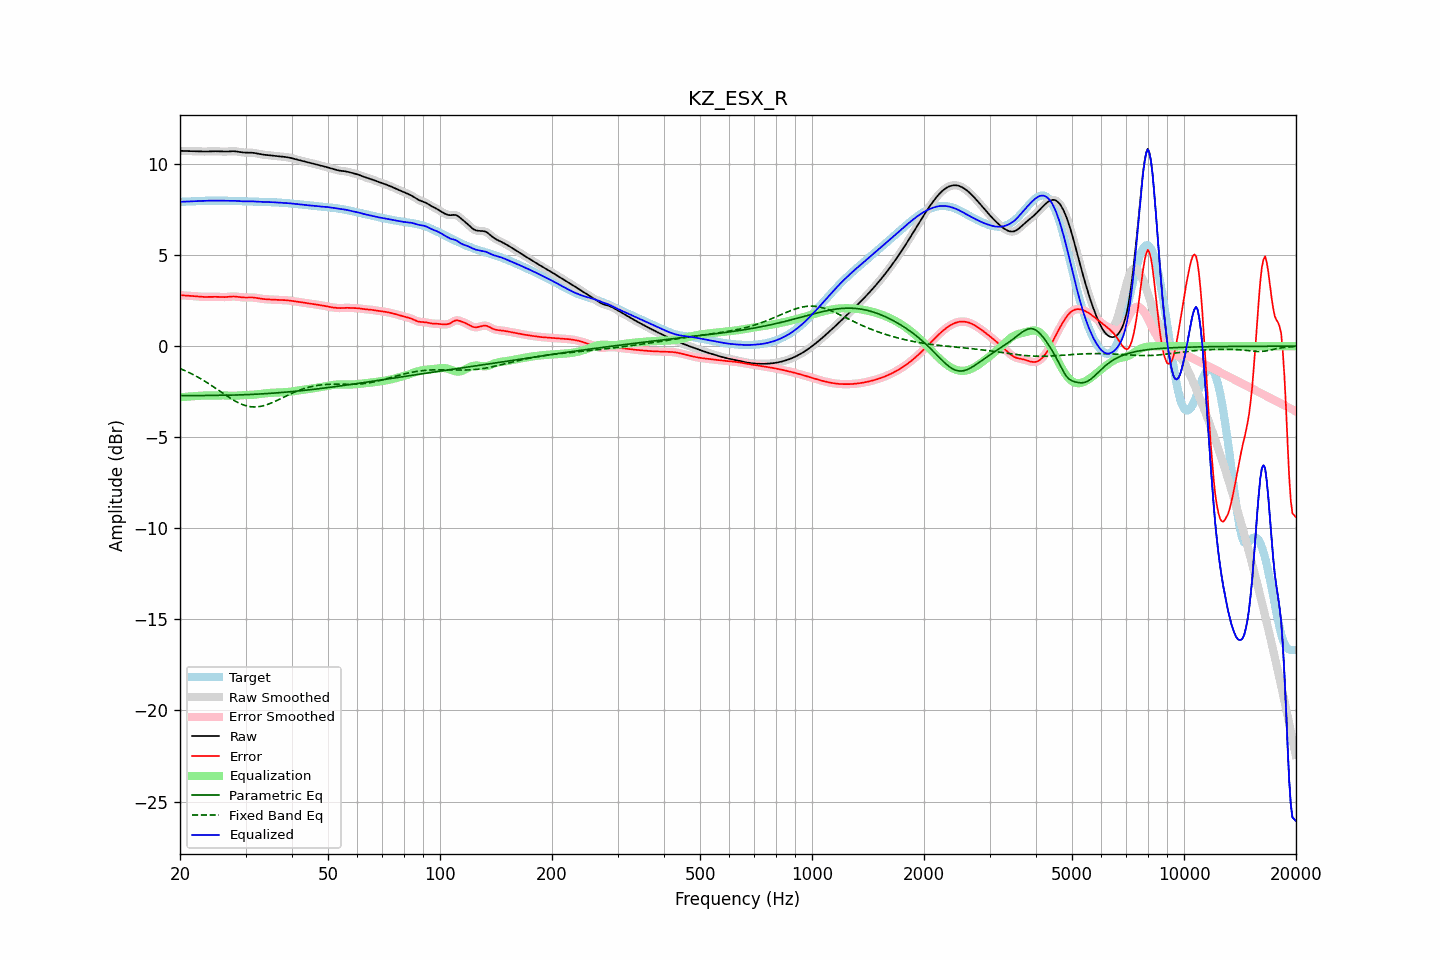 KZ_ESX_R
10
5
0
−5
−10
−15
−20
−25
Amplitude (dBr)
Target
Raw Smoothed
Error Smoothed
Raw
Error
Equalization
Parametric Eq
Fixed Band Eq
Equalized
20 50 100 200 500 1000 2000 5000 10000 20000
Frequency (Hz)